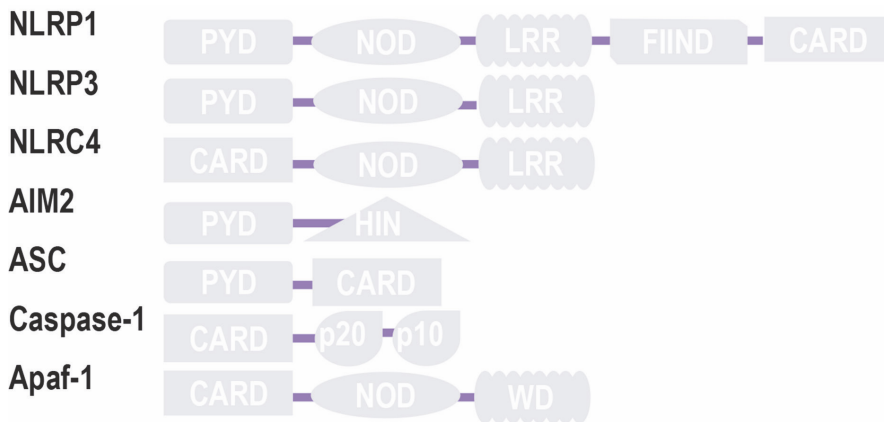 NLRP1 PYD NOD LRR FIIND CARD
NLRP3 PYD NOD LRR
NLRC4 CARD NOD LRR
AIM2 PYD HIN
ASC PYD CARD
Caspase-1 CARD p20 p10
Apaf-1 CARD NOD WD